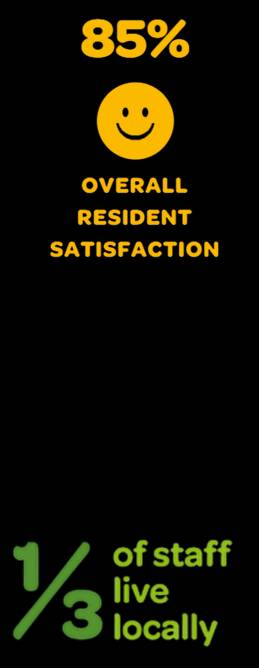 85%
OVERALL
RESIDENT
SATISFACTION
1/3 of staff
live
locally